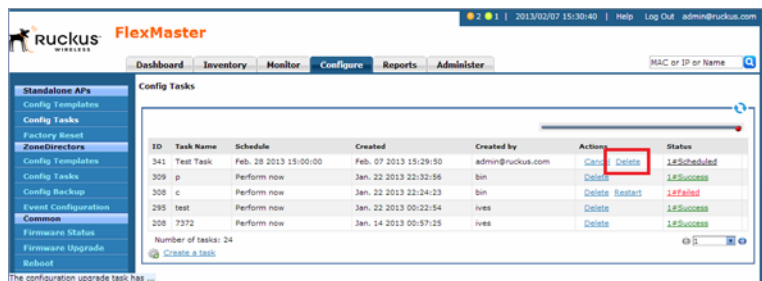 2 1 | 2013/02/07 15:30:40 | Help Log Out admin@ruckus.com
Ruckus WIRELESS FlexMaster
Dashboard Inventory Monitor Configure Reports Administer MAC or IP or Name
Standalone APs
Config Templates
Config Tasks
Factory Reset
ZoneDirectors
Config Templates
Config Tasks
Config Backup
Event Configuration
Common
Firmware Status
Firmware Upgrade
Reboot
Config Tasks
ID Task Name Schedule Created Created by Actions Status
341 Test Task Feb. 28 2013 15:00:00 Feb. 07 2013 15:29:50 admin@ruckus.com Cancel Delete 1#Scheduled
309 p Perform now Jan. 22 2013 22:32:56 bin Delete 1#Success
308 c Perform now Jan. 22 2013 22:24:23 bin Delete Restart 1#Failed
295 test Perform now Jan. 22 2013 00:22:54 ives Delete 1#Success
208 7372 Perform now Jan. 14 2013 00:57:25 ives Delete 1#Success
Number of tasks: 24 1
Create a task
The configuration upgrade task has ...